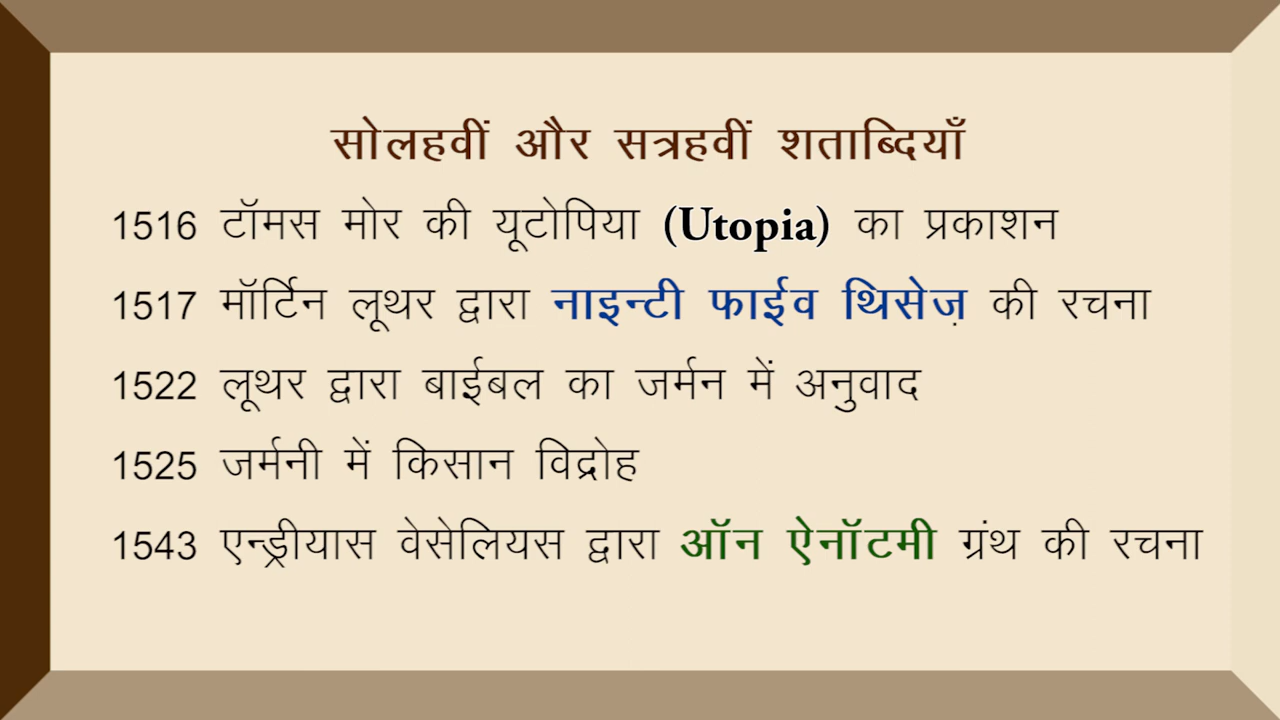 सोलहवीं और सत्रहवीं शताब्दियाँ
1516 टॉमस मोर की यूटोपिया (Utopia) का प्रकाशन
1517 मॉर्टिन लूथर द्वारा नाइन्टी फाईव थिसेज़ की रचना
1522 लूथर द्वारा बाईबल का जर्मन में अनुवाद
1525 जर्मनी में किसान विद्रोह
1543 एन्ड्रीयास वेसेलियस द्वारा ऑन ऐनॉटमी ग्रंथ की रचना